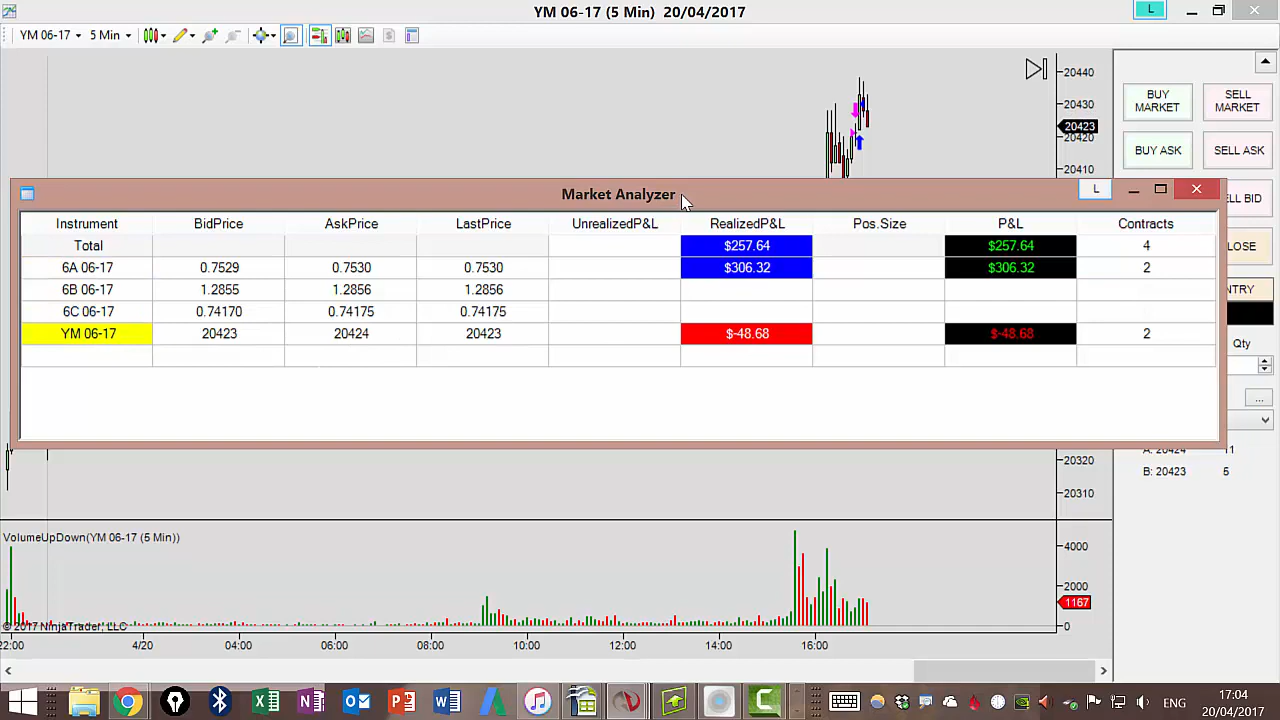 YM 06-17 (5 Min) 20/04/2017
L
YM 06-17
5 Min
20440
20430
20423
20420
20410
BUY MARKET
SELL MARKET
BUY ASK
SELL ASK
Market Analyzer
L
ELL BID
Instrument BidPrice AskPrice LastPrice UnrealizedP&L RealizedP&L Pos.Size P&L Contracts
Total $257.64 $257.64 4
6A 06-17 0.7529 0.7530 0.7530 $306.32 $306.32 2
6B 06-17 1.2855 1.2856 1.2856
6C 06-17 0.74170 0.74175 0.74175
YM 06-17 20423 20424 20423 $-48.68 $-48.68 2
LOSE
NTRY
Qty
...
A: 20424 11
B: 20423 5
20320
20310
VolumeUpDown(YM 06-17 (5 Min))
4000
2000
1167
0
© 2017 NinjaTrader, LLC
22:00 4/20 04:00 06:00 08:00 10:00 12:00 14:00 16:00
ENG
17:04
20/04/2017